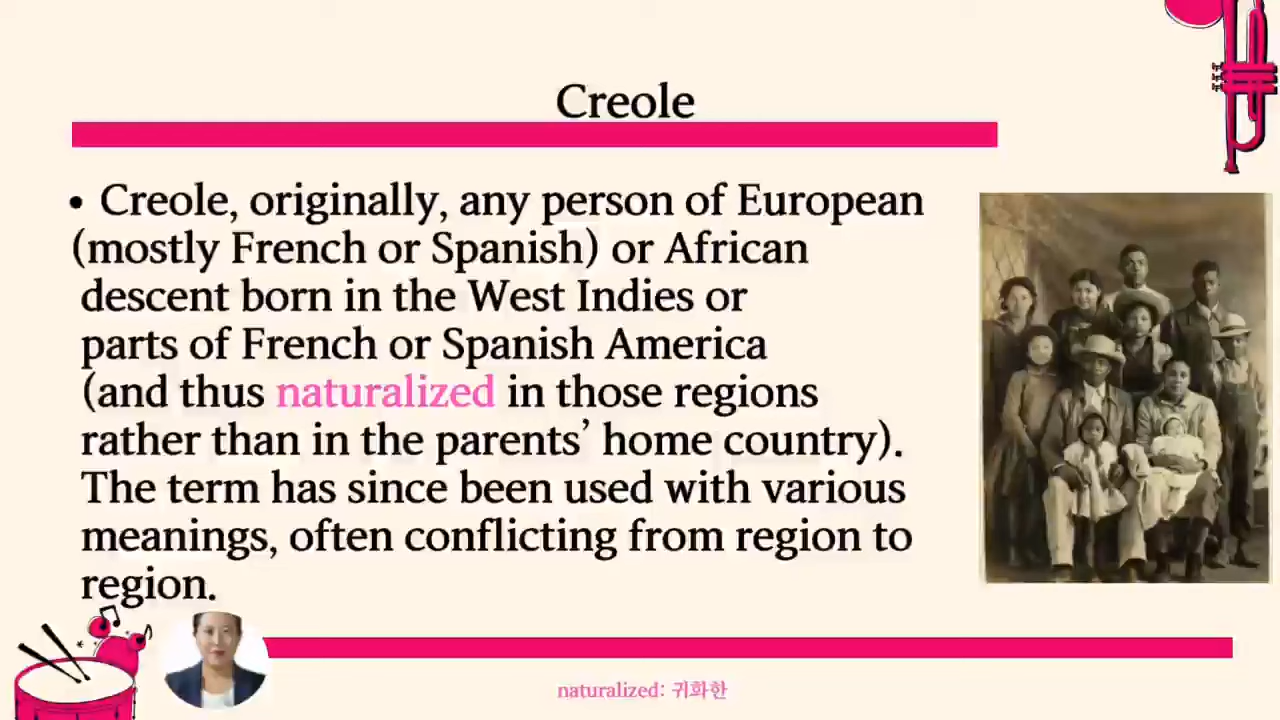 Creole
• Creole, originally, any person of European
(mostly French or Spanish) or African
descent born in the West Indies or
parts of French or Spanish America
(and thus naturalized in those regions
rather than in the parents’ home country).
The term has since been used with various
meanings, often conflicting from region to
region.
naturalized: 귀화한